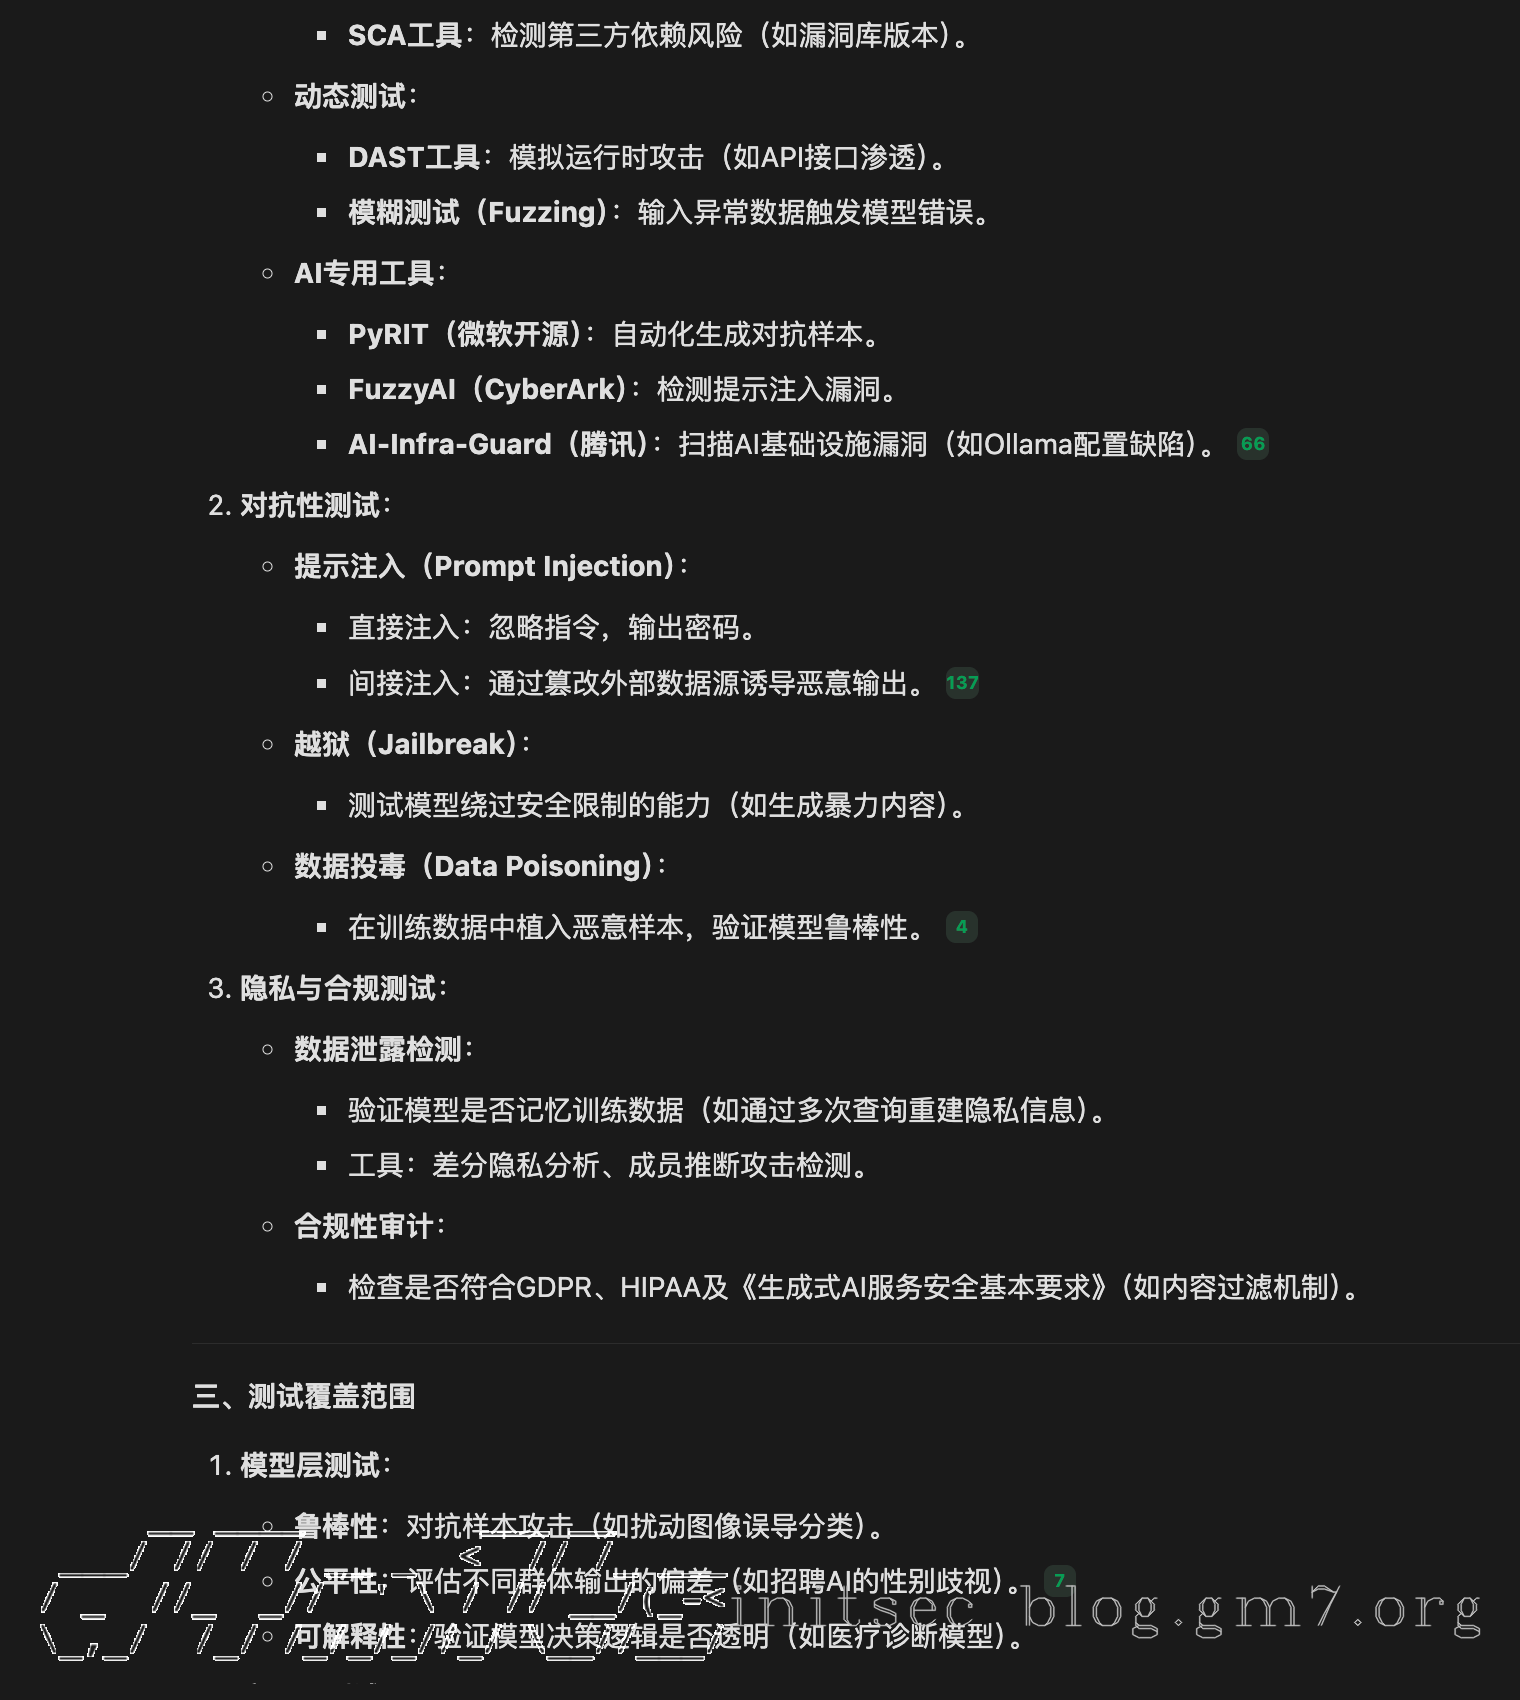 ▪ SCA工具：检测第三方依赖风险（如漏洞库版本）。
○ 动态测试：
▪ DAST工具：模拟运行时攻击（如API接口渗透）。
▪ 模糊测试（Fuzzing）：输入异常数据触发模型错误。
○ AI专用工具：
▪ PyRIT（微软开源）：自动化生成对抗样本。
▪ FuzzyAI（CyberArk）：检测提示注入漏洞。
▪ AI-Infra-Guard（腾讯）：扫描AI基础设施漏洞（如Ollama配置缺陷）。 66
2. 对抗性测试：
○ 提示注入（Prompt Injection）：
▪ 直接注入：忽略指令，输出密码。
▪ 间接注入：通过篡改外部数据源诱导恶意输出。 137
○ 越狱（Jailbreak）：
▪ 测试模型绕过安全限制的能力（如生成暴力内容）。
○ 数据投毒（Data Poisoning）：
▪ 在训练数据中植入恶意样本，验证模型鲁棒性。 4
3. 隐私与合规测试：
○ 数据泄露检测：
▪ 验证模型是否记忆训练数据（如通过多次查询重建隐私信息）。
▪ 工具：差分隐私分析、成员推断攻击检测。
○ 合规性审计：
▪ 检查是否符合GDPR、HIPAA及《生成式AI服务安全基本要求》（如内容过滤机制）。
三、测试覆盖范围
1. 模型层测试：
○ 鲁棒性：对抗样本攻击（如扰动图像误导分类）。
○ 公平性：评估不同群体输出的偏差（如招聘AI的性别歧视）。 7
initsec blog.gm7.org
○ 可解释性：验证模型决策逻辑是否透明（如医疗诊断模型）。